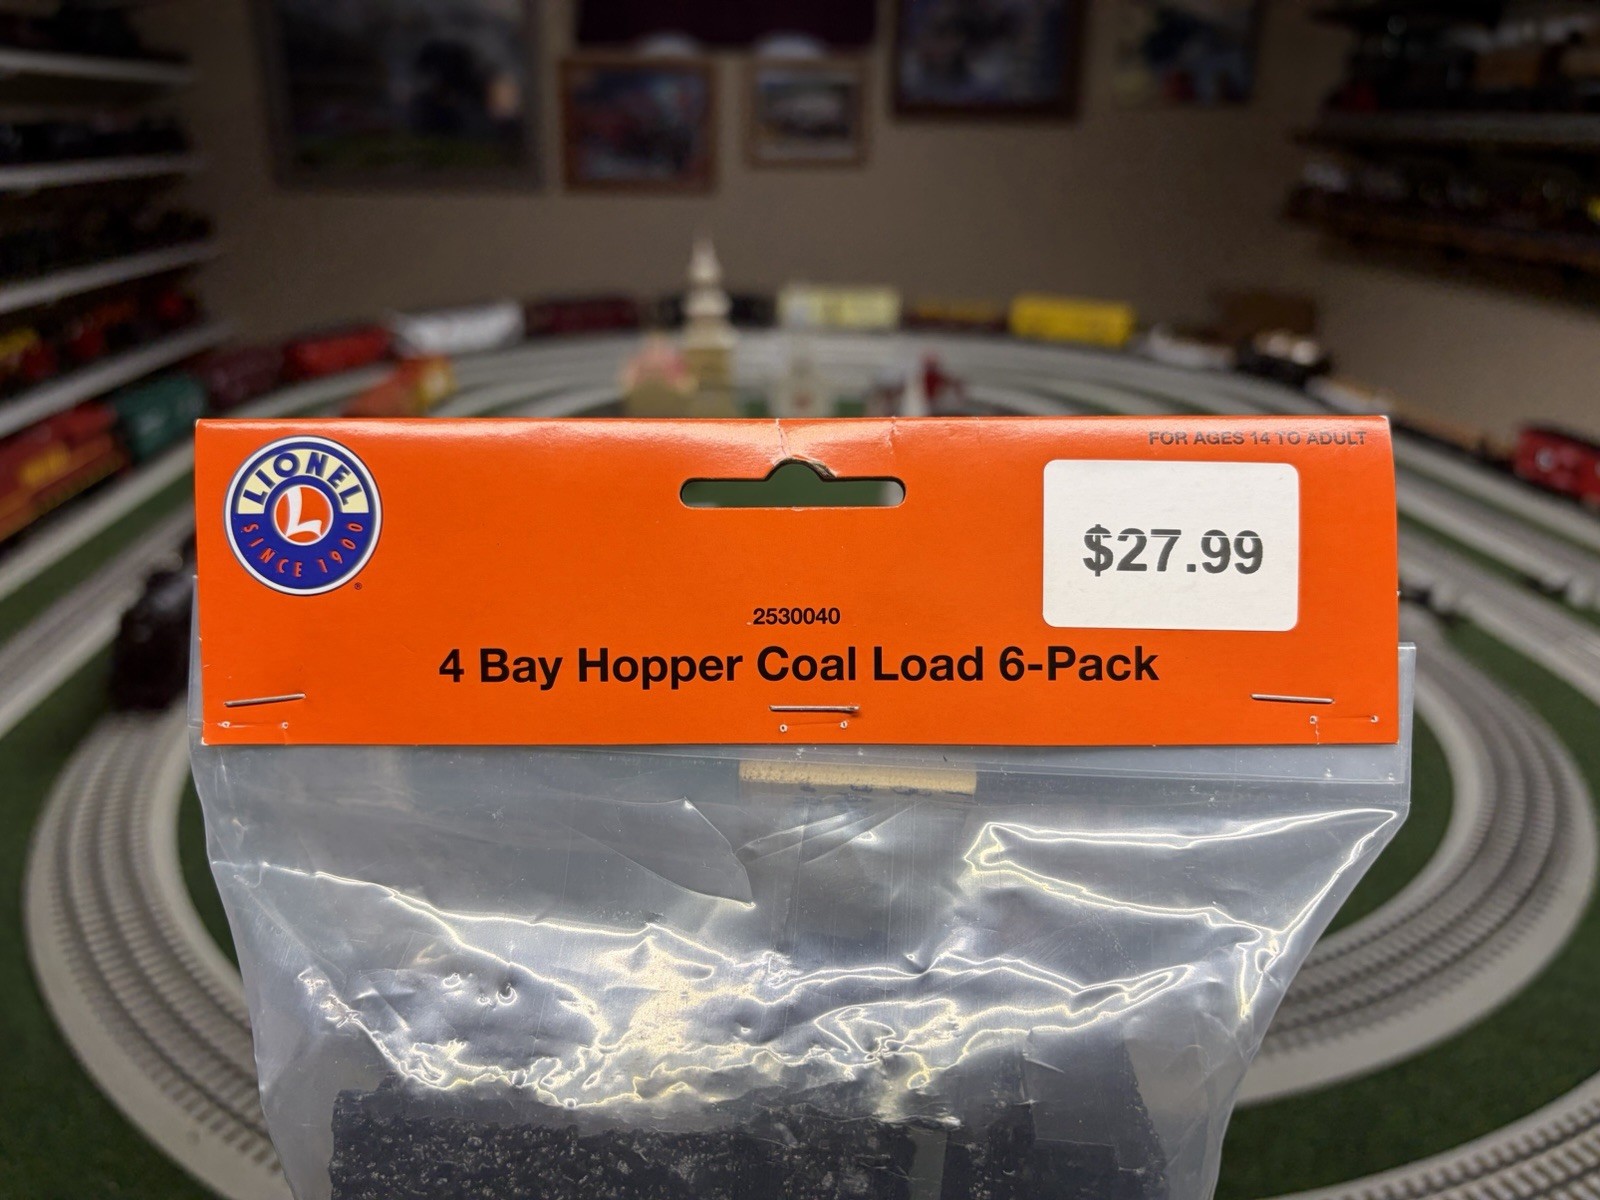 LIONEL
L
SINCE 1900
®
FOR AGES 14 TO ADULT
$27.99
2530040
4 Bay Hopper Coal Load 6-Pack